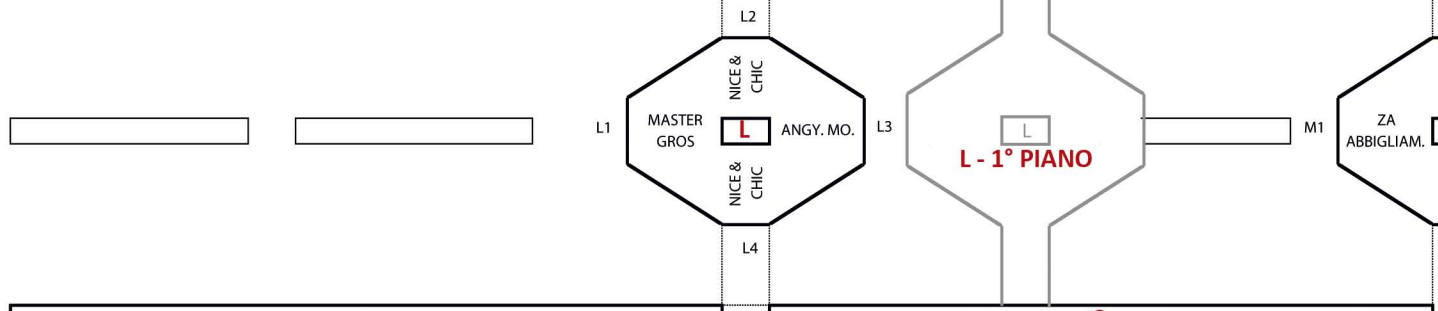 L2
NICE &
CHIC
L1
MASTER
GROS
L
ANGY. MO.
L3
NICE &
CHIC
L4
L
L - 1° PIANO
M1
ZA
ABBIGLIAM.